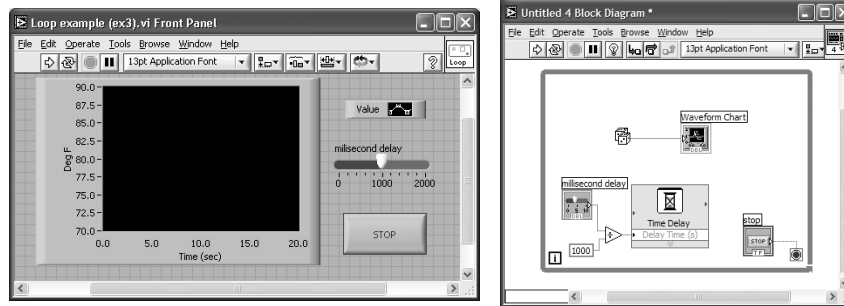 Loop example (ex3).vi Front Panel
File Edit Operate Tools Browse Window Help
13pt Application Font
Loop
90.0
87.5
85.0
82.5
80.0
77.5
75.0
72.5
70.0
Deg F
0.0 5.0 10.0 15.0 20.0
Time (sec)
Value
milisecond delay
0 1000 2000
STOP
Untitled 4 Block Diagram *
File Edit Operate Tools Browse Window Help
13pt Application Font
4
Waveform Chart
DBL
milisecond delay
DBL
1000
Time Delay
Delay Time (s)
stop
STOP
TF
i